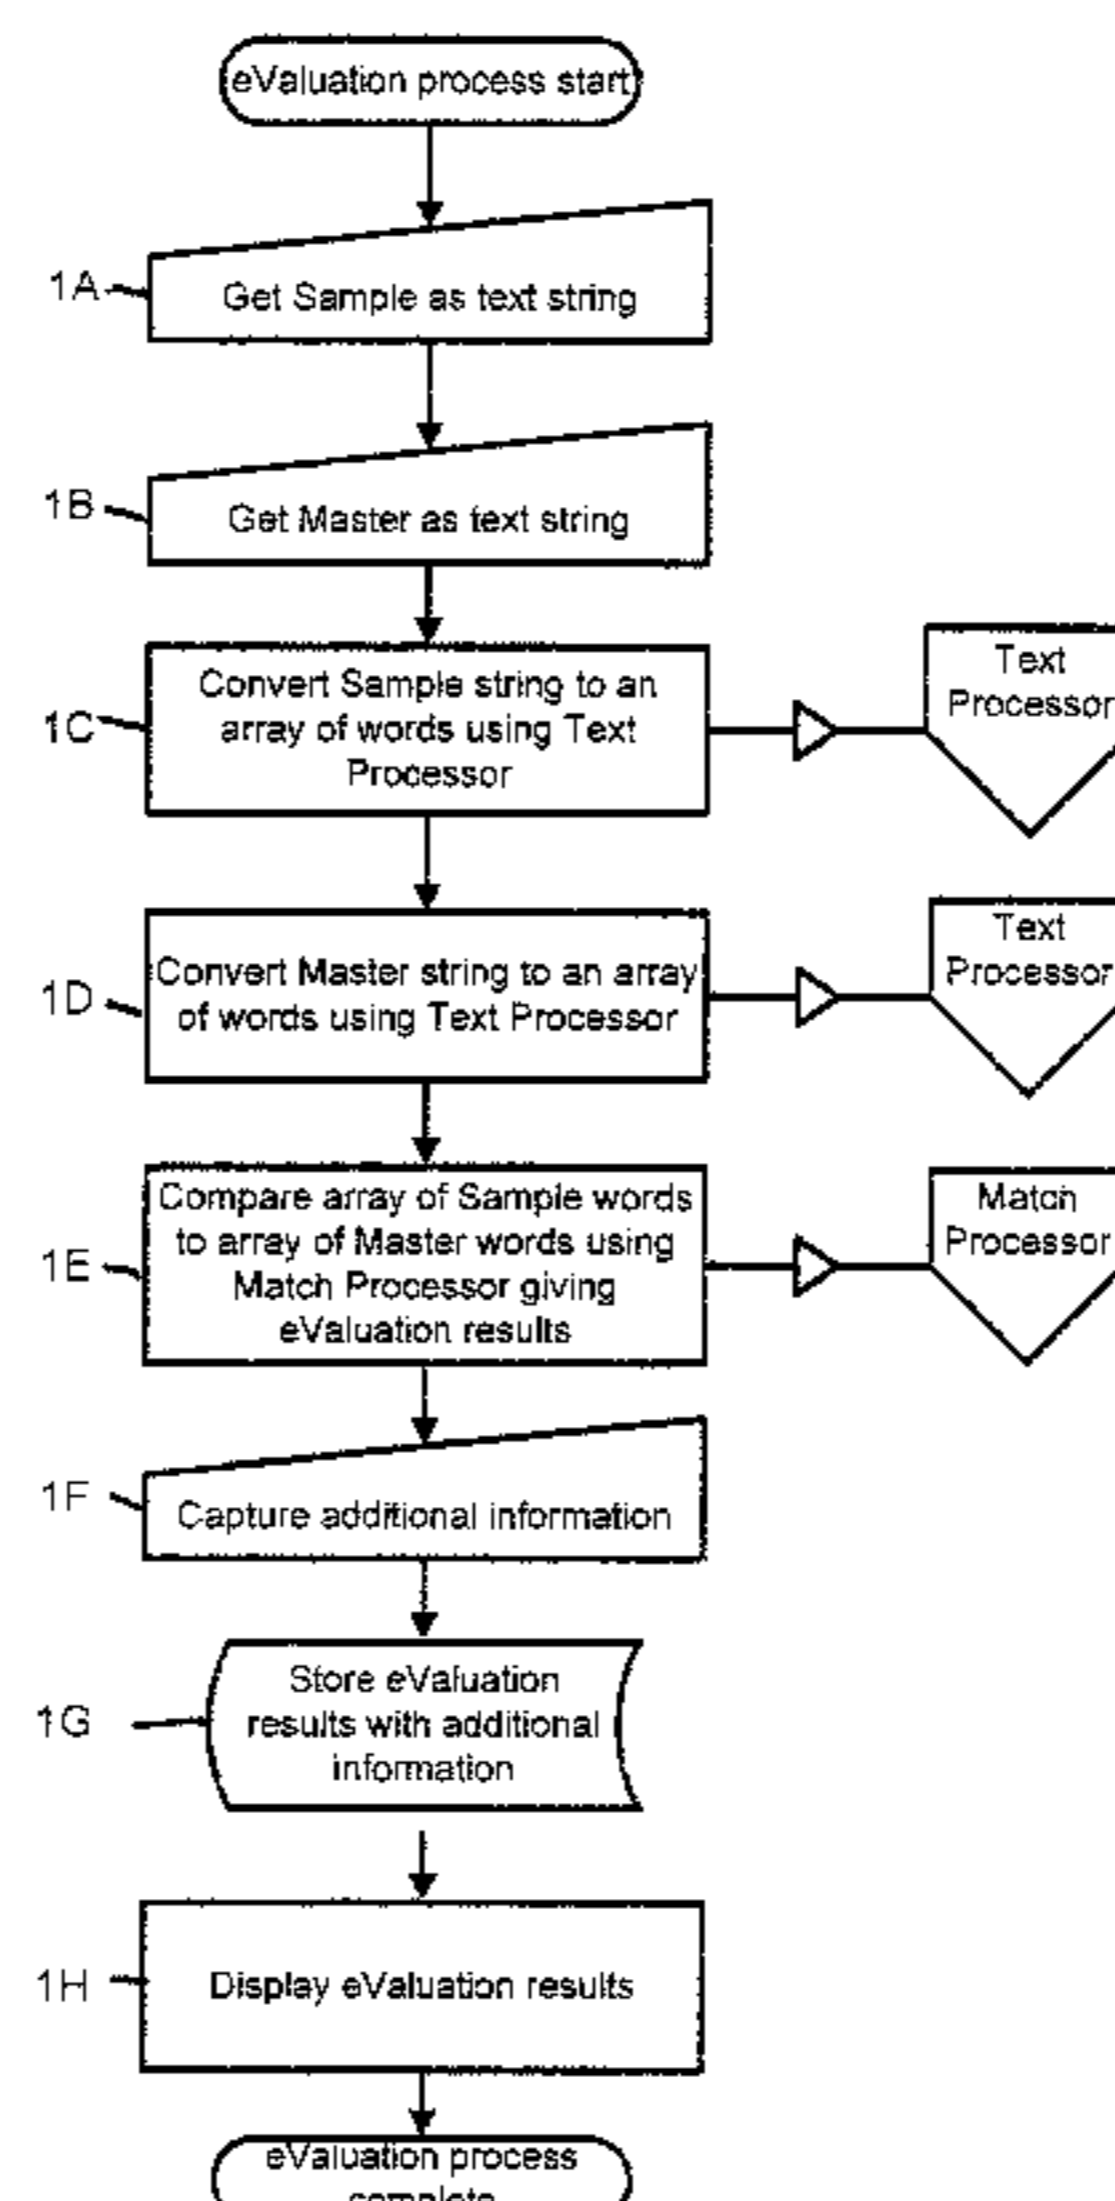 eValuation process start
1A
Get Sample as text string
1B
Get Master as text string
1C
Convert Sample string to an
array of words using Text
Processor
Text
Processor
1D
Convert Master string to an array
of words using Text Processor
Text
Processor
1E
Compare array of Sample words
to array of Master words using
Match Processor giving
eValuation results
Match
Processor
1F
Capture additional information
1G
Store eValuation
results with additional
information
1H
Display eValuation results
eValuation process
complete